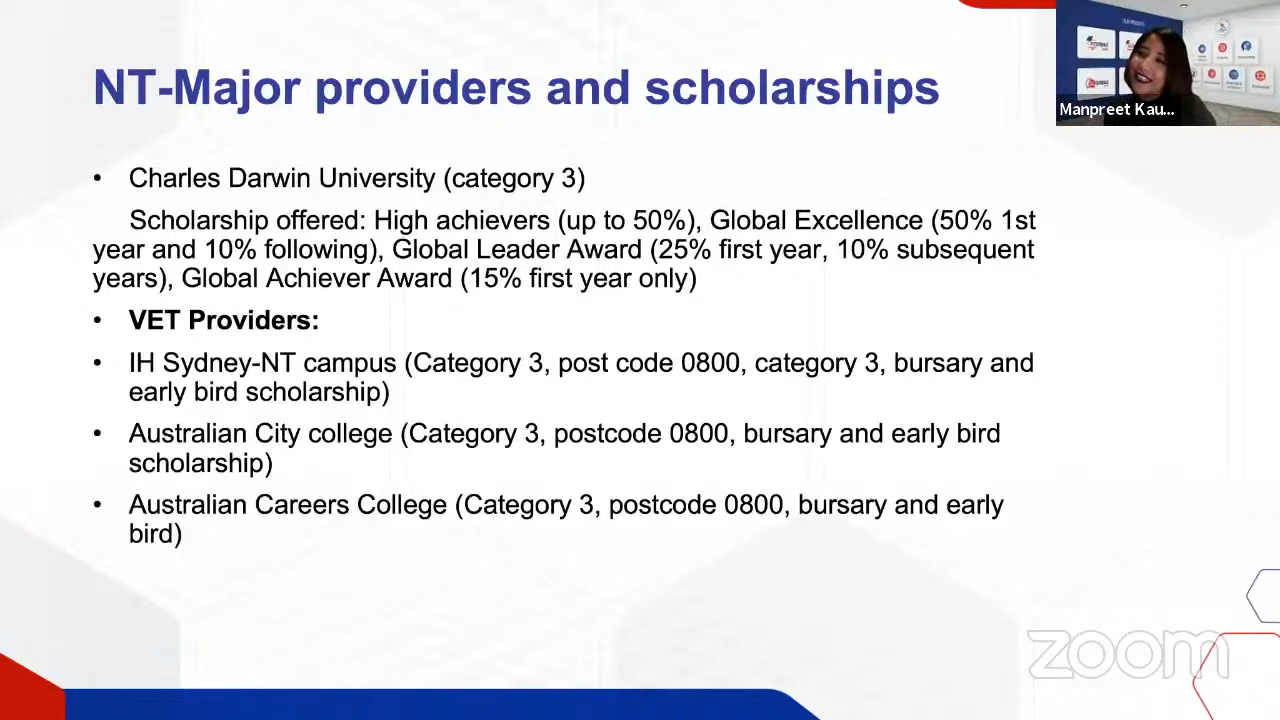 NT-Major providers and scholarships
Manpreet Kau...
• Charles Darwin University (category 3)
Scholarship offered: High achievers (up to 50%), Global Excellence (50% 1st
year and 10% following), Global Leader Award (25% first year, 10% subsequent
years), Global Achiever Award (15% first year only)
• VET Providers:
• IH Sydney-NT campus (Category 3, post code 0800, category 3, bursary and
early bird scholarship)
• Australian City college (Category 3, postcode 0800, bursary and early bird
scholarship)
• Australian Careers College (Category 3, postcode 0800, bursary and early
bird)
zoom